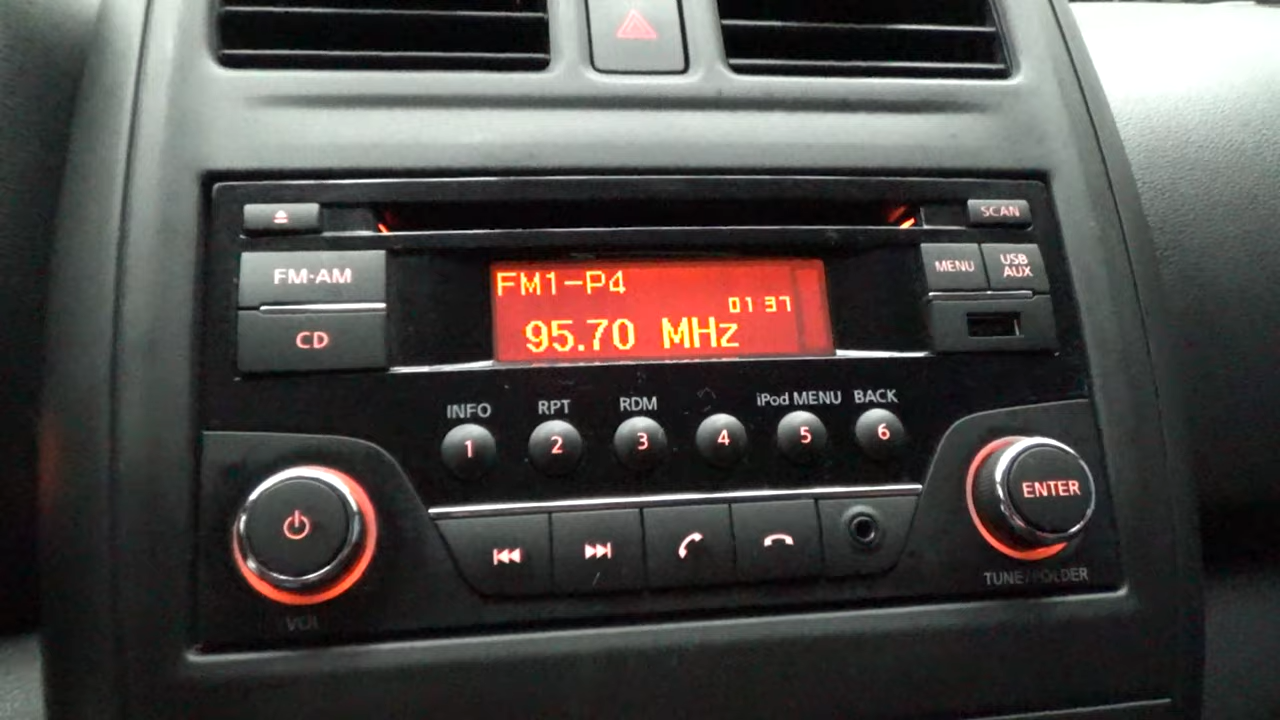 SCAN
FM·AM
MENU
USB AUX
CD
FM1-P4
01:37
95.70 MHz
INFO
RPT
RDM
iPod MENU
BACK
1
2
3
4
5
6
ENTER
TUNE/FOLDER
VOL